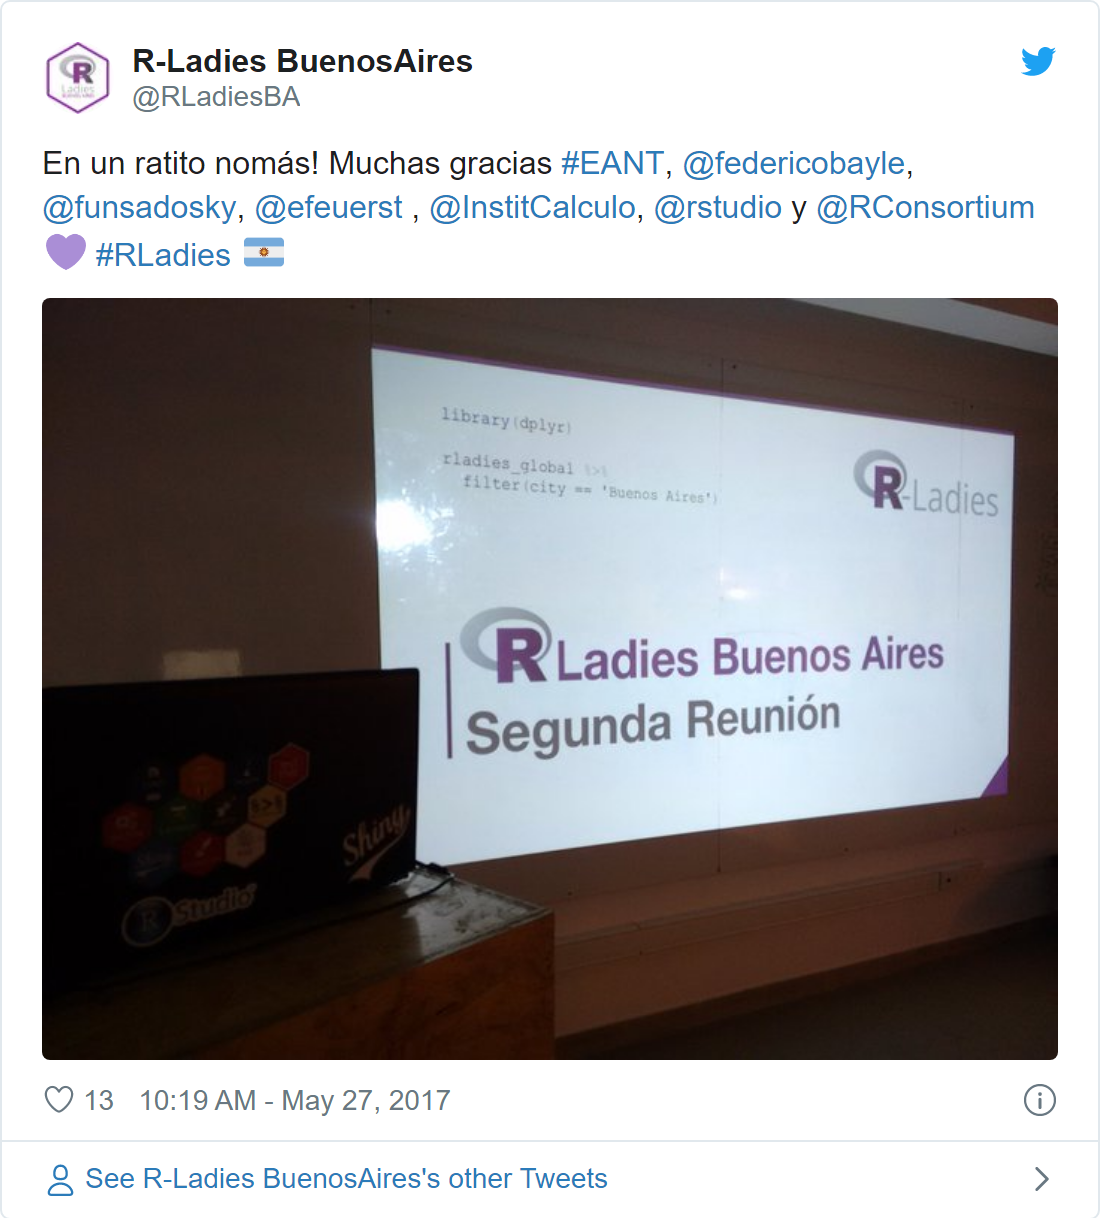 R-Ladies BuenosAires
@RLadiesBA
En un ratito nomás! Muchas gracias #EANT, @federicobayle,
@funsadosky, @efeuerst , @InstitCalculo, @rstudio y @RConsortium
#RLadies
library(dplyr)
rladies_global %>%
filter(city == 'Buenos Aires')
R-Ladies
R Ladies Buenos Aires
Segunda Reunión
Shiny
R Studio
13 10:19 AM - May 27, 2017
See R-Ladies BuenosAires's other Tweets